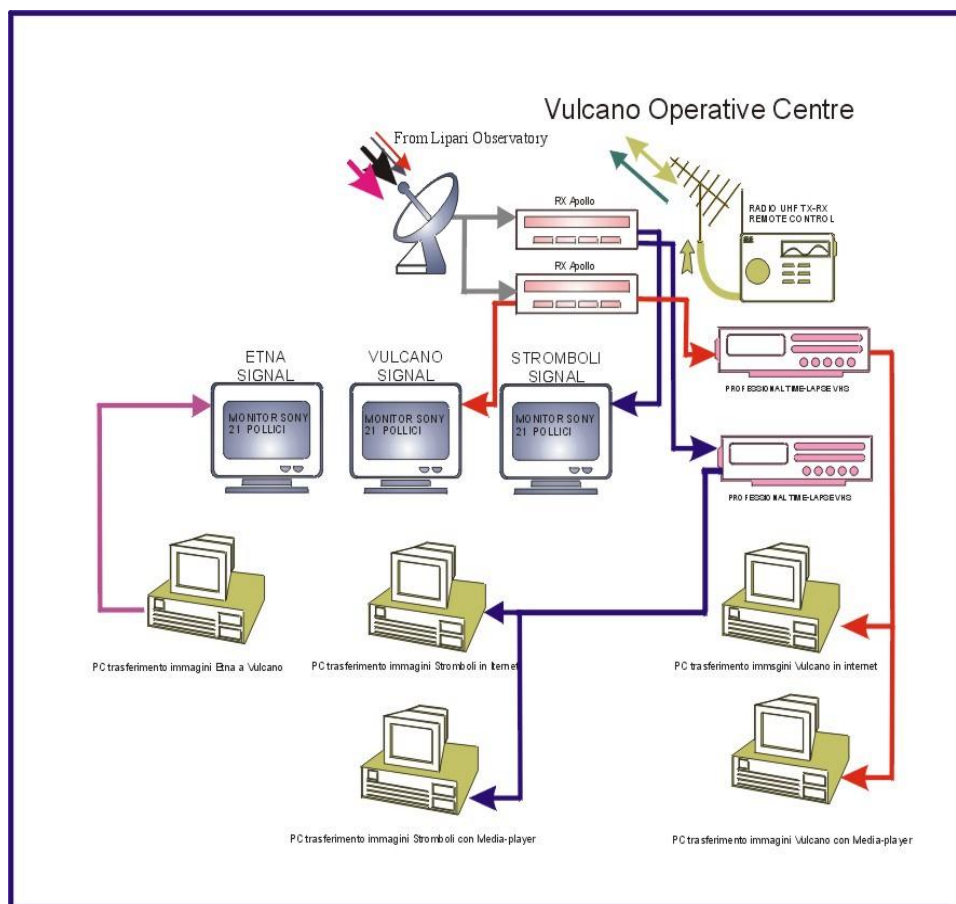 Vulcano Operative Centre
From Lipari Observatory
RX Apollo
RADIO UHF TX-RX
REMOTE CONTROL
RX Apollo
ETNA
SIGNAL
VULCANO
SIGNAL
STROMBOLI
SIGNAL
PROFESSIONAL TIME-LAPSE VHS
MONITOR SONY
21 POLLICI
MONITOR SONY
21 POLLICI
MONITOR SONY
21 POLLICI
PROFESSIONAL TIME-LAPSE VHS
PC trasferimento immagini Etna a Vulcano
PC trasferimento immagini Stromboli in Iternet
PC trasferimento immsgini Vulcano in internet
PC trasferimento immagini Stromboli con Media-player
PC trasferimento immagini Vulcano con Media-player